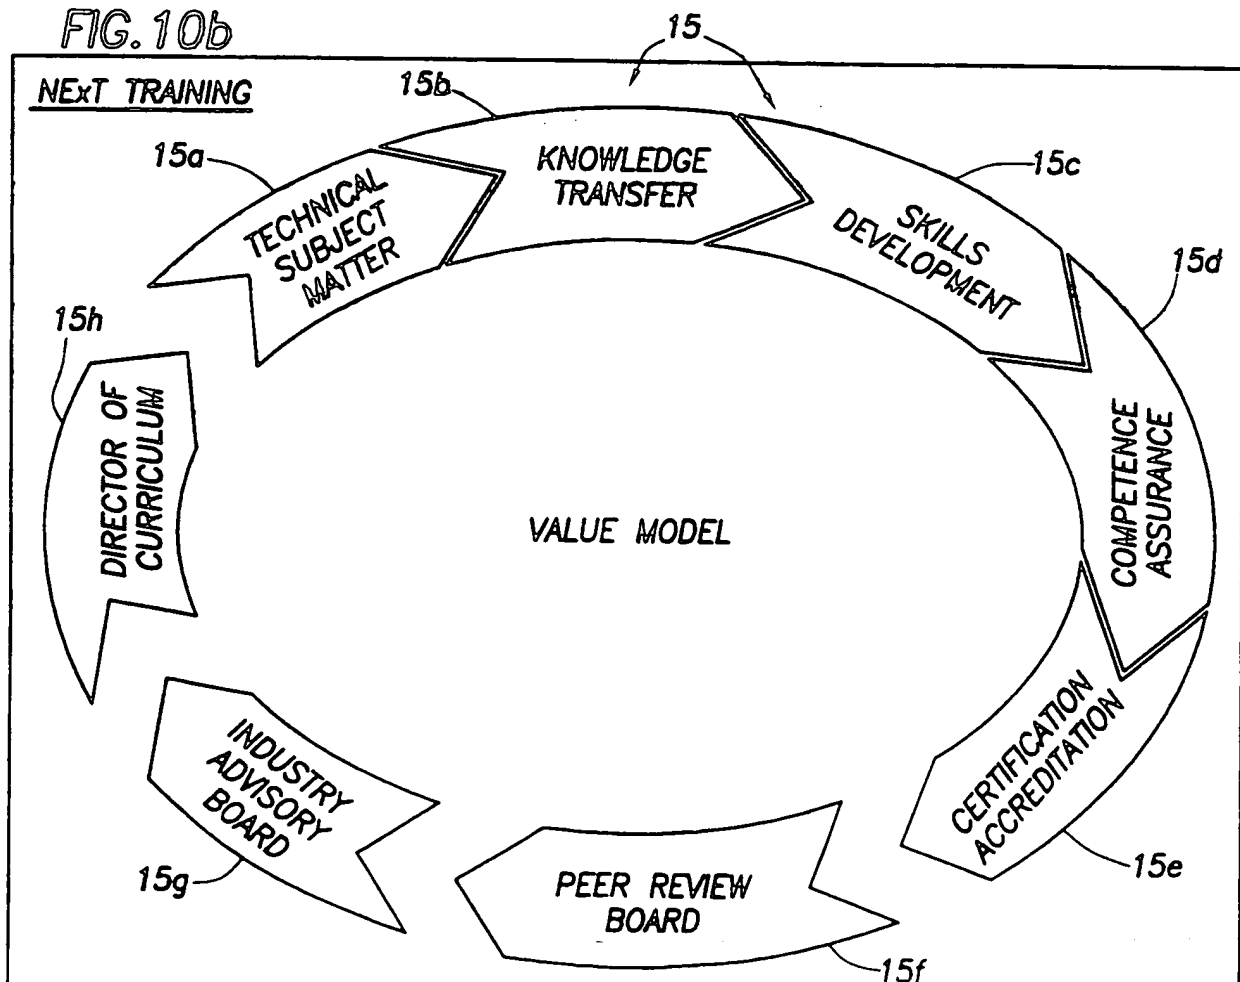 FIG. 10b
15
NExT TRAINING
15b
15a
15c
KNOWLEDGE
TRANSFER
TECHNICAL
SUBJECT
MATTER
SKILLS
DEVELOPMENT
15d
15h
DIRECTOR OF
CURRICULUM
COMPETENCE
ASSURANCE
VALUE MODEL
CERTIFICATION
ACCREDITATION
INDUSTRY
ADVISORY
BOARD
15g
15e
PEER REVIEW
BOARD
15f